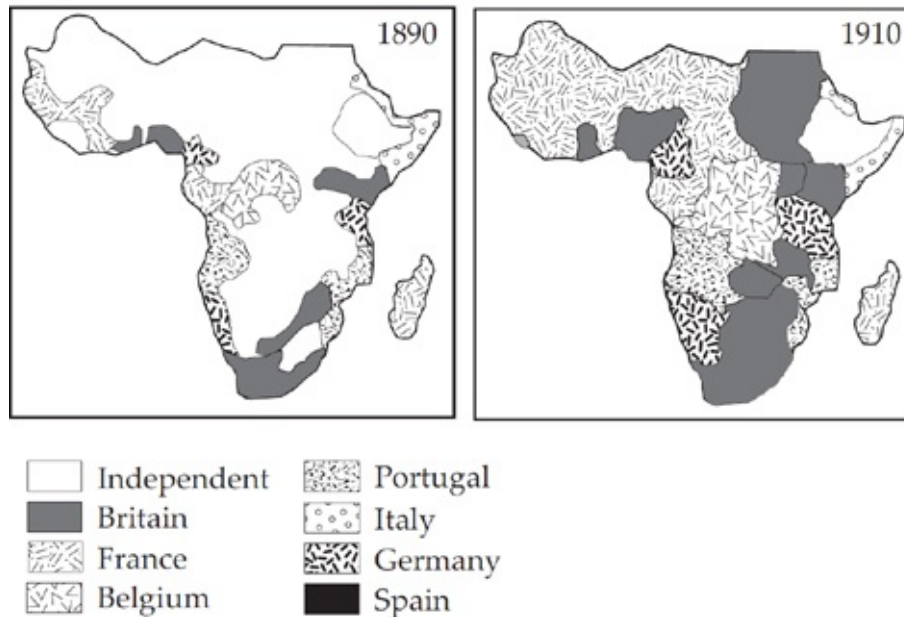 1890
1910
Independent
Britain
France
Belgium
Portugal
Italy
Germany
Spain